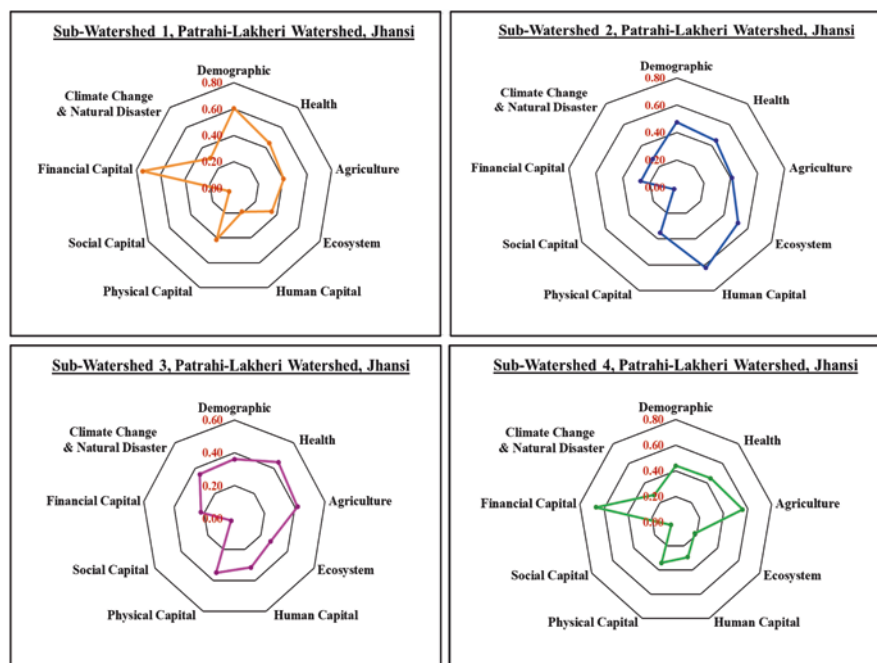 Sub-Watershed 1, Patrahi-Lakheri Watershed, Jhansi
Demographic
0.80
Climate Change
& Natural Disaster
Health
0.60
0.40
Financial Capital
Agriculture
0.20
0.00
Social Capital
Ecosystem
Physical Capital
Human Capital
Sub-Watershed 2, Patrahi-Lakheri Watershed, Jhansi
Demographic
0.80
Climate Change
& Natural Disaster
Health
0.60
0.40
Financial Capital
Agriculture
0.20
0.00
Social Capital
Ecosystem
Physical Capital
Human Capital
Sub-Watershed 3, Patrahi-Lakheri Watershed, Jhansi
Demographic
0.60
Climate Change
& Natural Disaster
Health
0.40
Financial Capital
Agriculture
0.20
0.00
Social Capital
Ecosystem
Physical Capital
Human Capital
Sub-Watershed 4, Patrahi-Lakheri Watershed, Jhansi
Demographic
0.80
Climate Change
& Natural Disaster
Health
0.60
0.40
Financial Capital
Agriculture
0.20
0.00
Social Capital
Ecosystem
Physical Capital
Human Capital